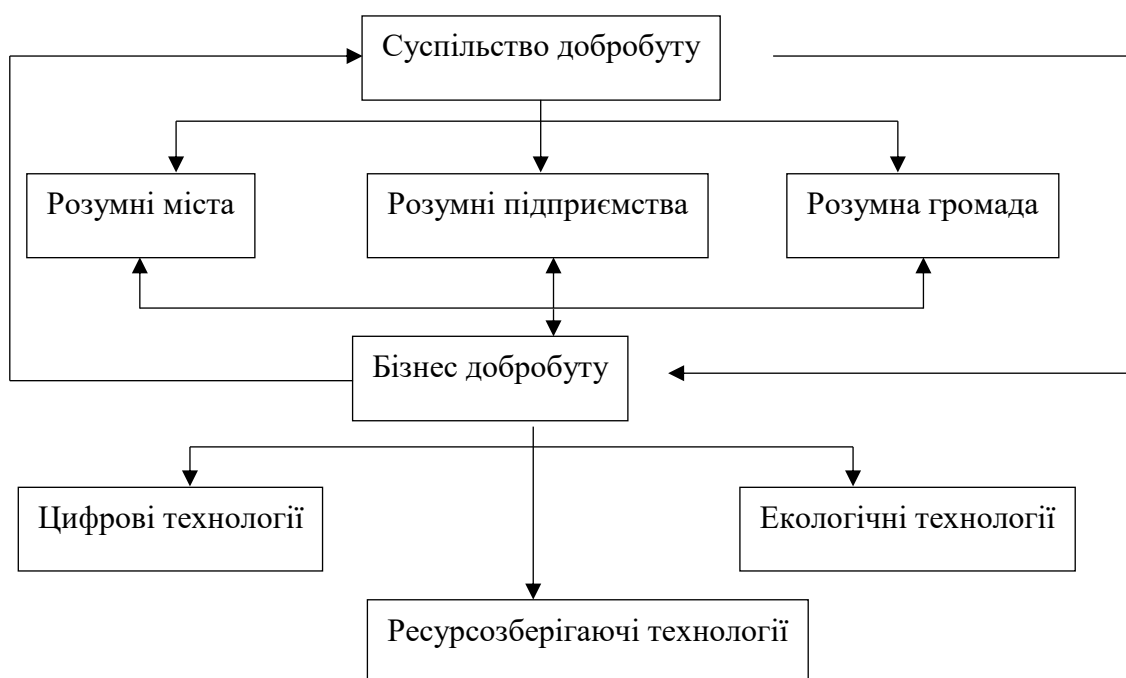 Суспільство добробуту
Розумні міста
Розумні підприємства
Розумна громада
Бізнес добробуту
Цифрові технології
Екологічні технології
Ресурсозберігаючі технології